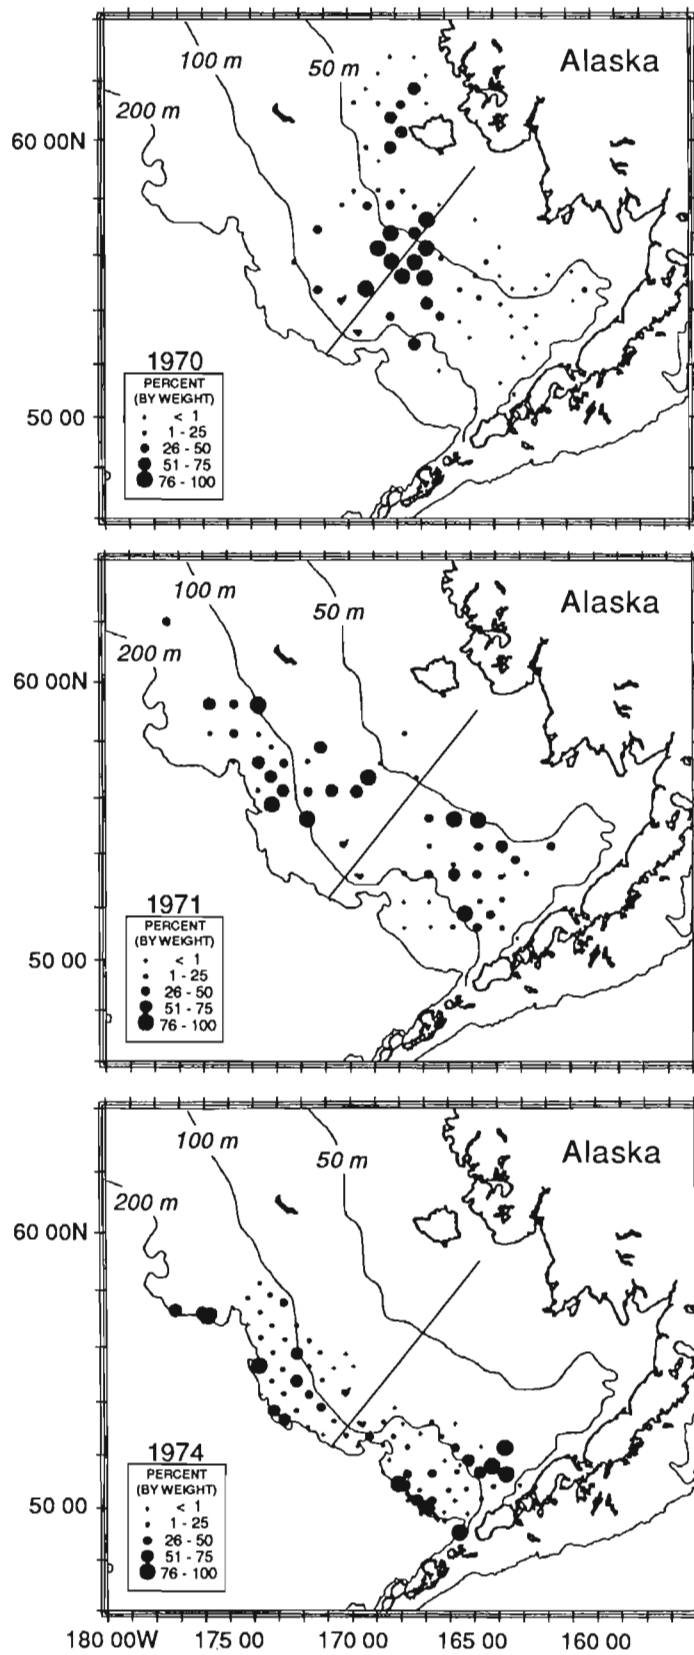 100 m
50 m
Alaska
200 m
60 00N
1970
PERCENT
(BY WEIGHT)
< 1
1 - 25
26 - 50
51 - 75
76 - 100
50 00
100 m
50 m
Alaska
200 m
60 00N
1971
PERCENT
(BY WEIGHT)
< 1
1 - 25
26 - 50
51 - 75
76 - 100
50 00
100 m
50 m
Alaska
200 m
60 00N
1974
PERCENT
(BY WEIGHT)
< 1
1 - 25
26 - 50
51 - 75
76 - 100
50 00
180 00W 175 00 170 00 165 00 160 00